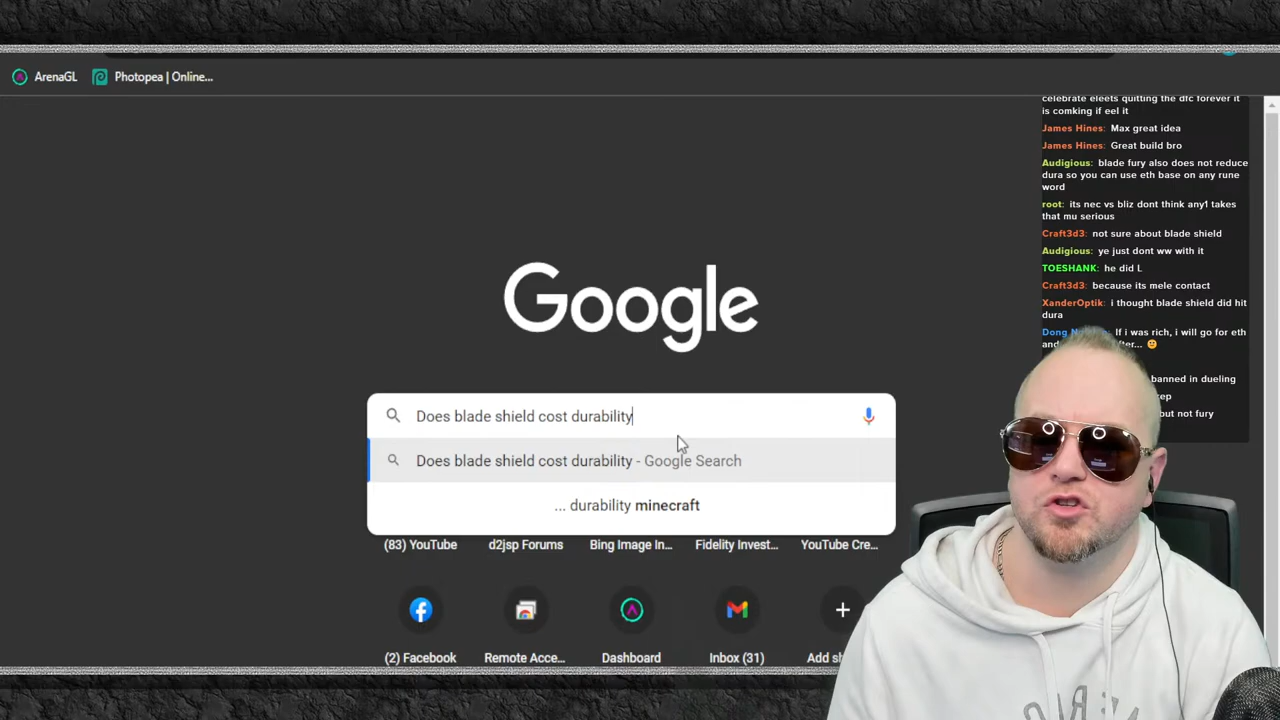 ArenaGL
Photopea | Online...
Google
Does blade shield cost durability
Does blade shield cost durability - Google Search
... durability minecraft
(83) YouTube
d2jsp Forums
Bing Image In...
Fidelity Invest...
YouTube Cre...
(2) Facebook
Remote Acce...
Dashboard
Inbox (31)
celebrate eleets quitting the dfc forever it
is comking if eel it
James Hines: Max great idea
James Hines: Great build bro
Audigious: blade fury also does not reduce
dura so you can use eth base on any rune
word
root: its nec vs bliz dont think any1 takes
that mu serious
Craft3d3: not sure about blade shield
Audigious: ye just dont ww with it
TOESHANK: he did L
Craft3d3: because its mele contact
XanderOptik: i thought blade shield did hit
dura
Dong If i was rich, i will go for eth
and
banned in dueling
but not fury